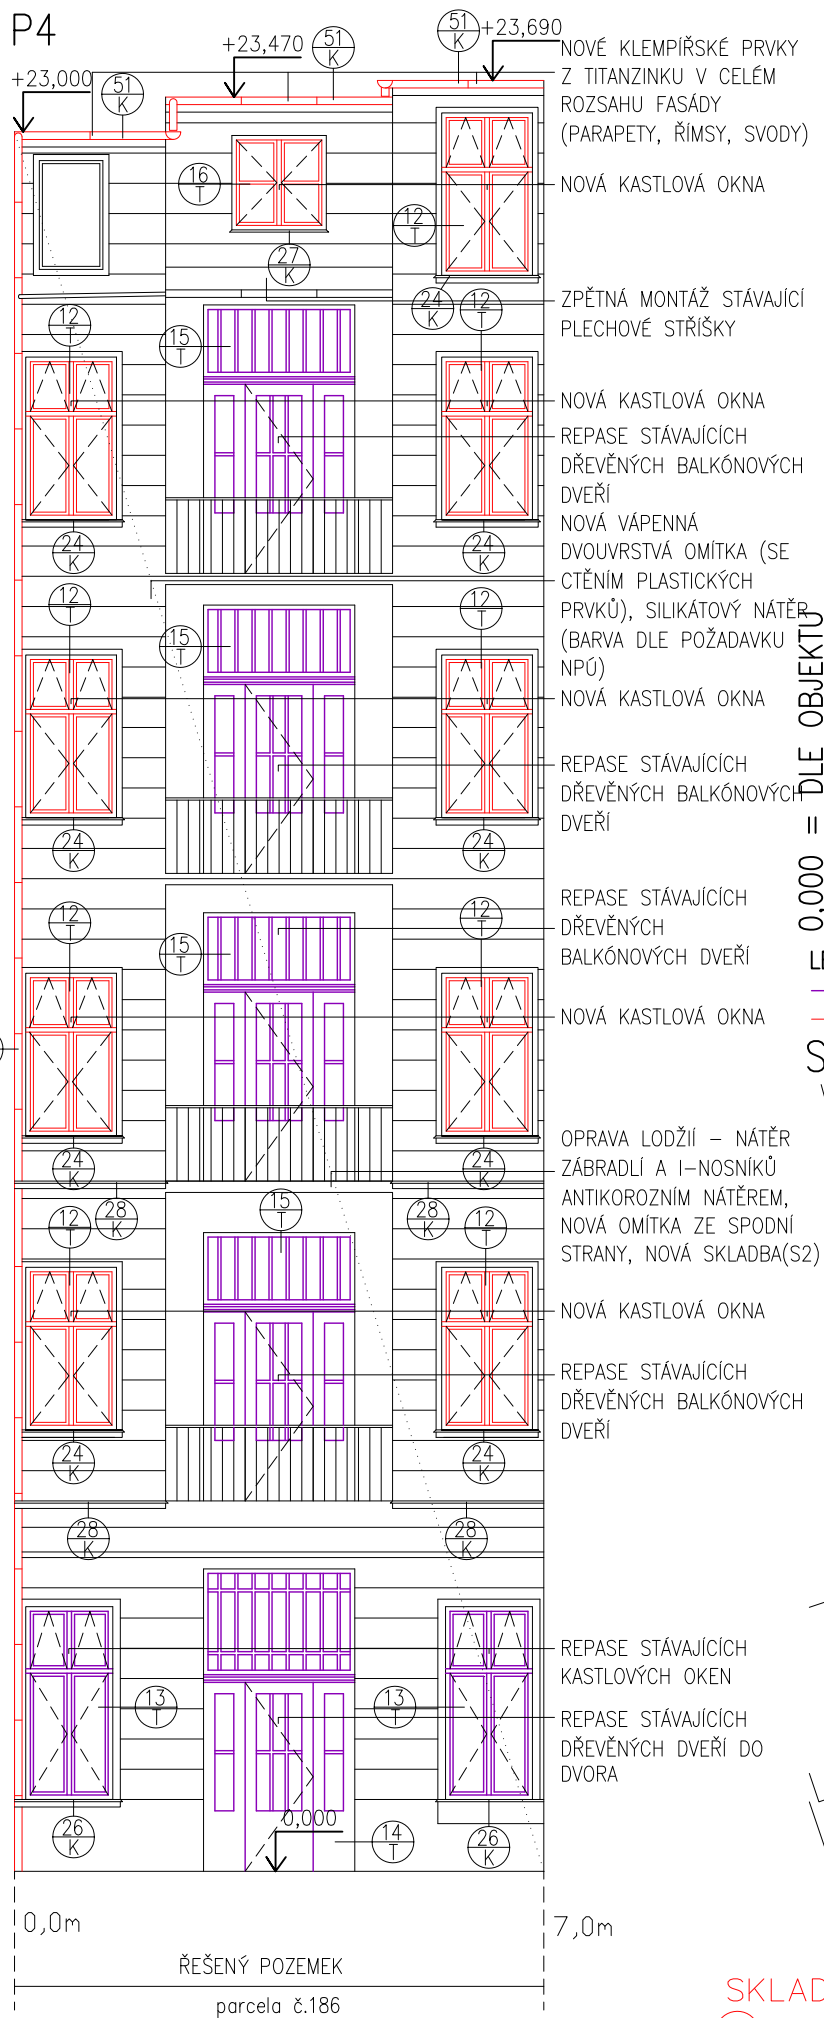 P4
+23,000
51
K
+23,470
51
K
51
K
+23,690
NOVÉ KLEMPÍŘSKÉ PRVKY
Z TITANZINKU V CELÉM
ROZSAHU FASÁDY
(PARAPETY, ŘÍMSY, SVODY)
16
T
NOVÁ KASTLOVÁ OKNA
12
T
27
K
24
K
12
T
ZPĚTNÁ MONTÁŽ STÁVAJÍCÍ
PLECHOVÉ STŘÍŠKY
12
T
15
T
NOVÁ KASTLOVÁ OKNA
REPASE STÁVAJÍCÍCH
DŘEVĚNÝCH BALKÓNOVÝCH
DVEŘÍ
24
K
24
K
NOVÁ VÁPENNÁ
DVOUVRSTVÁ OMÍTKA (SE
CTĚNÍM PLASTICKÝCH
PRVKŮ), SILIKÁTOVÝ NÁTĚR
(BARVA DLE POŽADAVKU
NPÚ)
12
T
12
T
15
T
NOVÁ KASTLOVÁ OKNA
REPASE STÁVAJÍCÍCH
DŘEVĚNÝCH BALKÓNOVÝCH
DVEŘÍ
0,000 = DLE OBJEKTU
24
K
24
K
REPASE STÁVAJÍCÍCH
DŘEVĚNÝCH
BALKÓNOVÝCH DVEŘÍ
12
T
12
T
15
T
NOVÁ KASTLOVÁ OKNA
S
OPRAVA LODŽIÍ – NÁTĚR
ZÁBRADLÍ A I–NOSNÍKŮ
ANTIKOROZNÍM NÁTĚREM,
NOVÁ OMÍTKA ZE SPODNÍ
STRANY, NOVÁ SKLADBA(S2)
24
K
24
K
28
K
28
K
12
T
15
T
12
T
NOVÁ KASTLOVÁ OKNA
REPASE STÁVAJÍCÍCH
DŘEVĚNÝCH BALKÓNOVÝCH
DVEŘÍ
24
K
24
K
28
K
28
K
REPASE STÁVAJÍCÍCH
KASTLOVÝCH OKEN
13
T
13
T
REPASE STÁVAJÍCÍCH
DŘEVĚNÝCH DVEŘÍ DO
DVORA
26
K
0,000
14
T
26
K
0,0m
7,0m
ŘEŠENÝ POZEMEK
parcela č.186
SKLAD